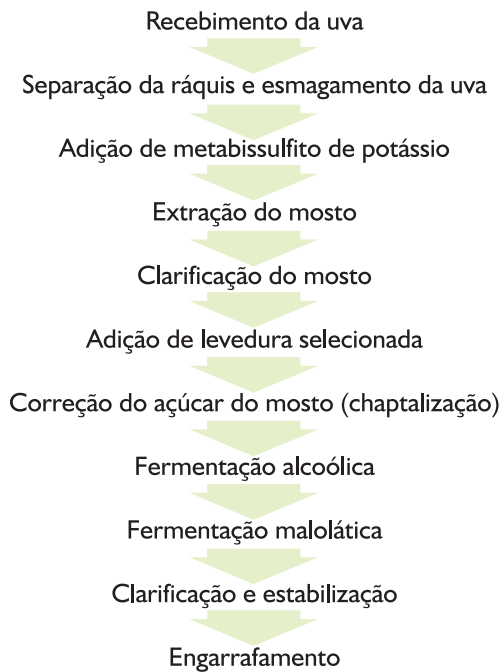 Recebimento da uva
Separação da ráquis e esmagamento da uva
Adição de metabissulfito de potássio
Extração do mosto
Clarificação do mosto
Adição de levedura selecionada
Correção do açúcar do mosto (chaptalização)
Fermentação alcoólica
Fermentação malolática
Clarificação e estabilização
Engarrafamento